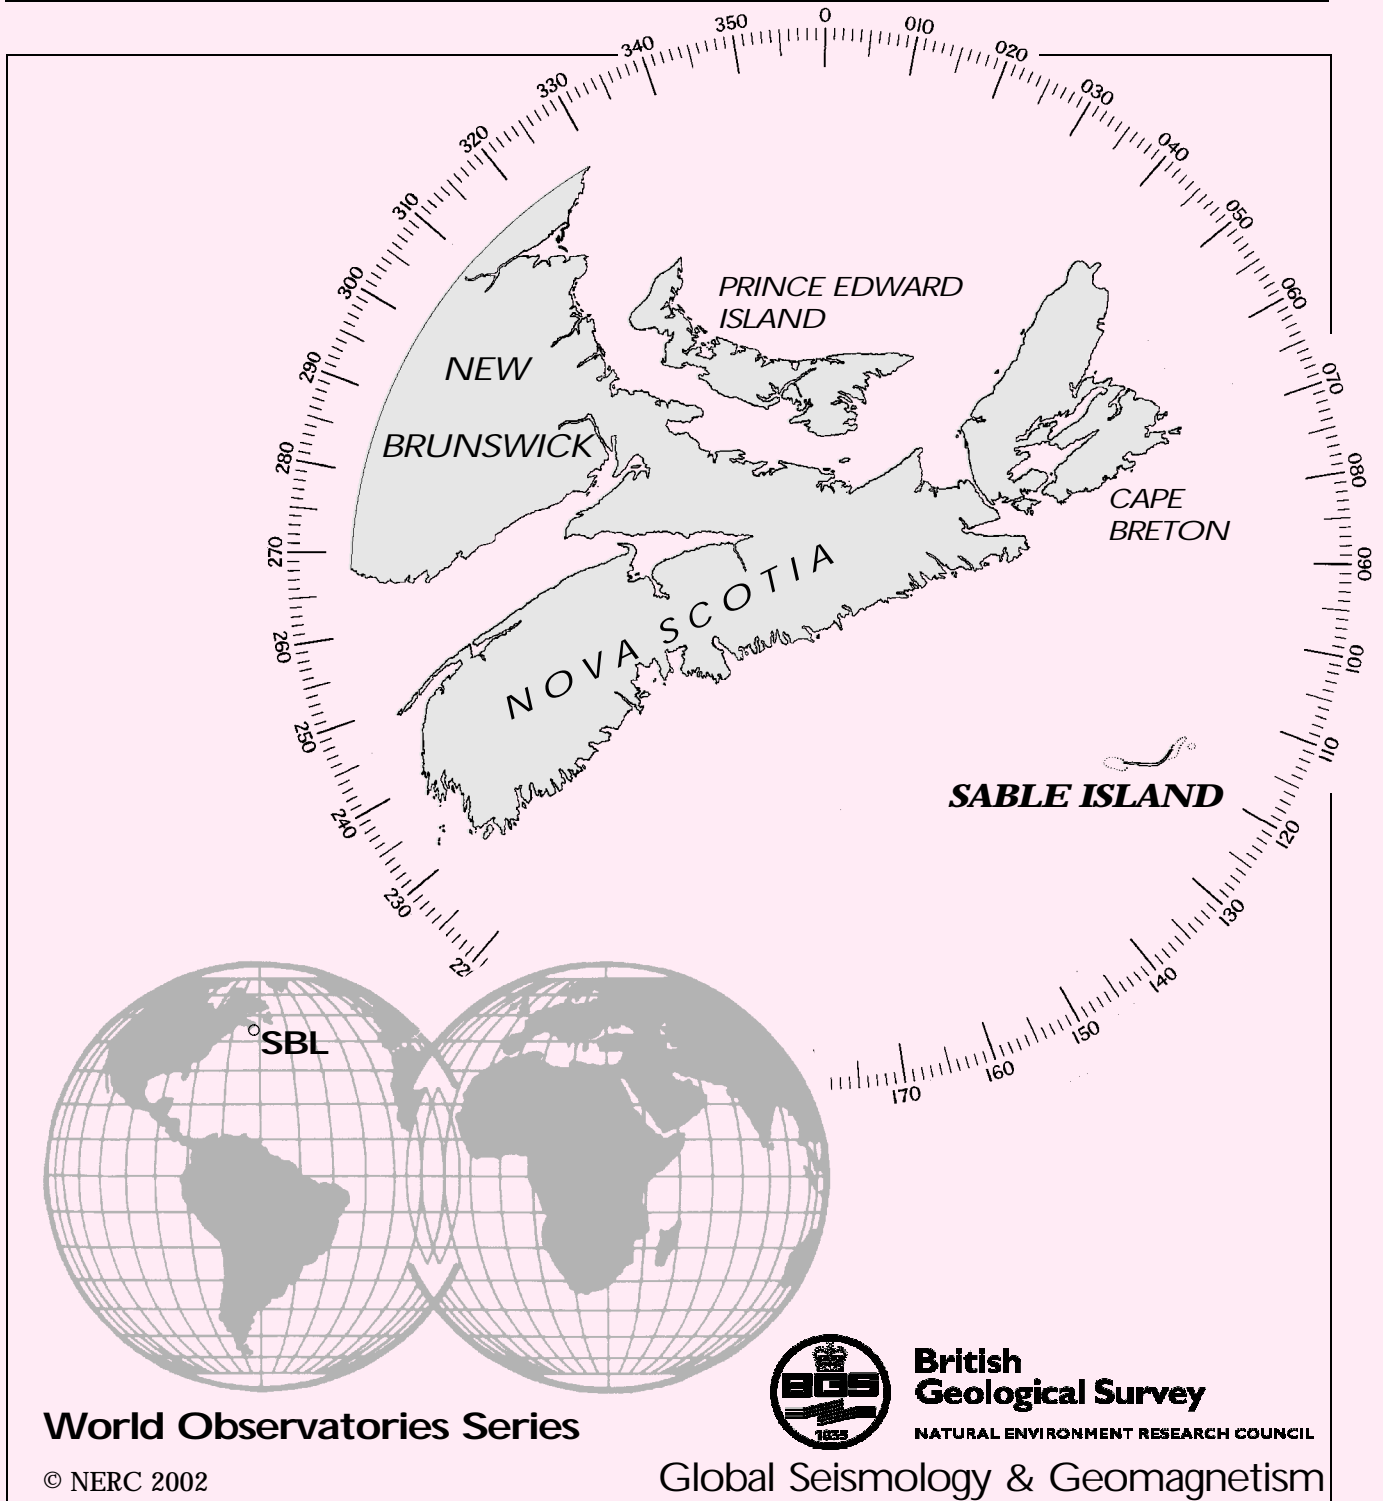 0
010
020
030
040
050
060
070
080
090
100
110
120
130
140
150
160
170
22
230
240
250
260
270
280
290
300
310
320
330
340
350
PRINCE EDWARD
ISLAND
NEW
BRUNSWICK
CAPE
BRETON
NOVA SCOTIA
SABLE ISLAND
SBL
BGS
1835
British
Geological Survey
NATURAL ENVIRONMENT RESEARCH COUNCIL
World Observatories Series
© NERC 2002
Global Seismology & Geomagnetism